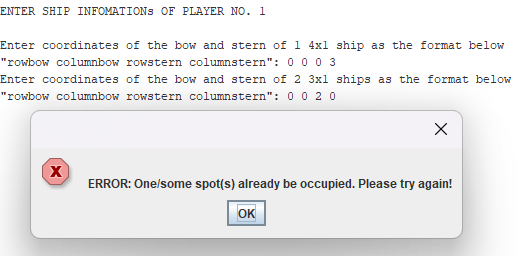 ENTER SHIP INFOMATIONs OF PLAYER NO. 1
Enter coordinates of the bow and stern of 1 4x1 ship as the format below
"rowbow columnbow rowstern columnstern": 0 0 0 3
Enter coordinates of the bow and stern of 2 3x1 ships as the format below
"rowbow columnbow rowstern columnstern": 0 0 2 0
ERROR: One/some spot(s) already be occupied. Please try again!
OK